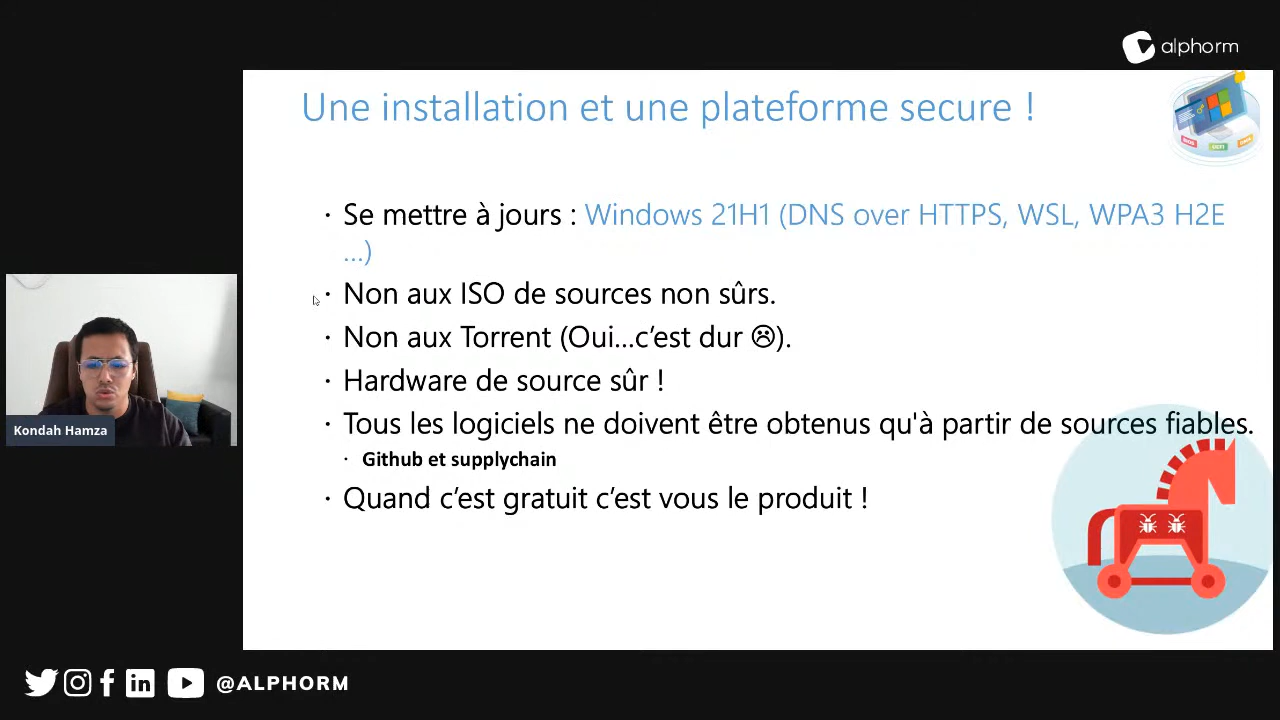 alphorm
Une installation et une plateforme secure !
· Se mettre à jours : Windows 21H1 (DNS over HTTPS, WSL, WPA3 H2E
...)
· Non aux ISO de sources non sûrs.
· Non aux Torrent (Oui...c’est dur ☹).
· Hardware de source sûr !
· Tous les logiciels ne doivent être obtenus qu'à partir de sources fiables.
· Github et supplychain
· Quand c’est gratuit c’est vous le produit !
Kondah Hamza
@ALPHORM